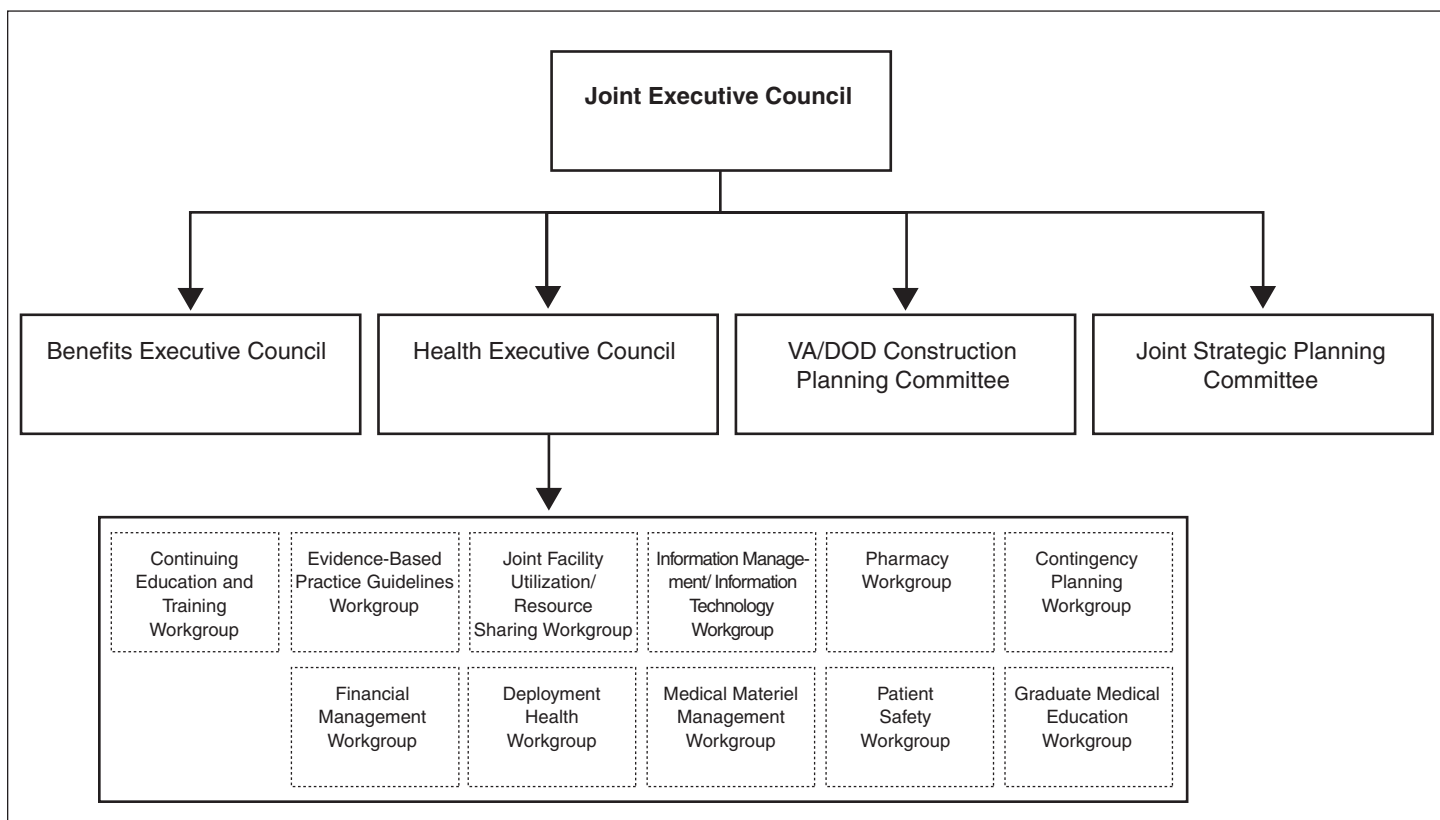 Joint Executive Council
Benefits Executive Council
Health Executive Council
VA/DOD Construction
Planning Committee
Joint Strategic Planning
Committee
Continuing
Education and
Training
Workgroup
Evidence-Based
Practice Guidelines
Workgroup
Joint Facility
Utilization/
Resource
Sharing Workgroup
Information Manage-
ment/ Information
Technology
Workgroup
Pharmacy
Workgroup
Contingency
Planning
Workgroup
Financial
Management
Workgroup
Deployment
Health
Workgroup
Medical Materiel
Management
Workgroup
Patient
Safety
Workgroup
Graduate Medical
Education
Workgroup